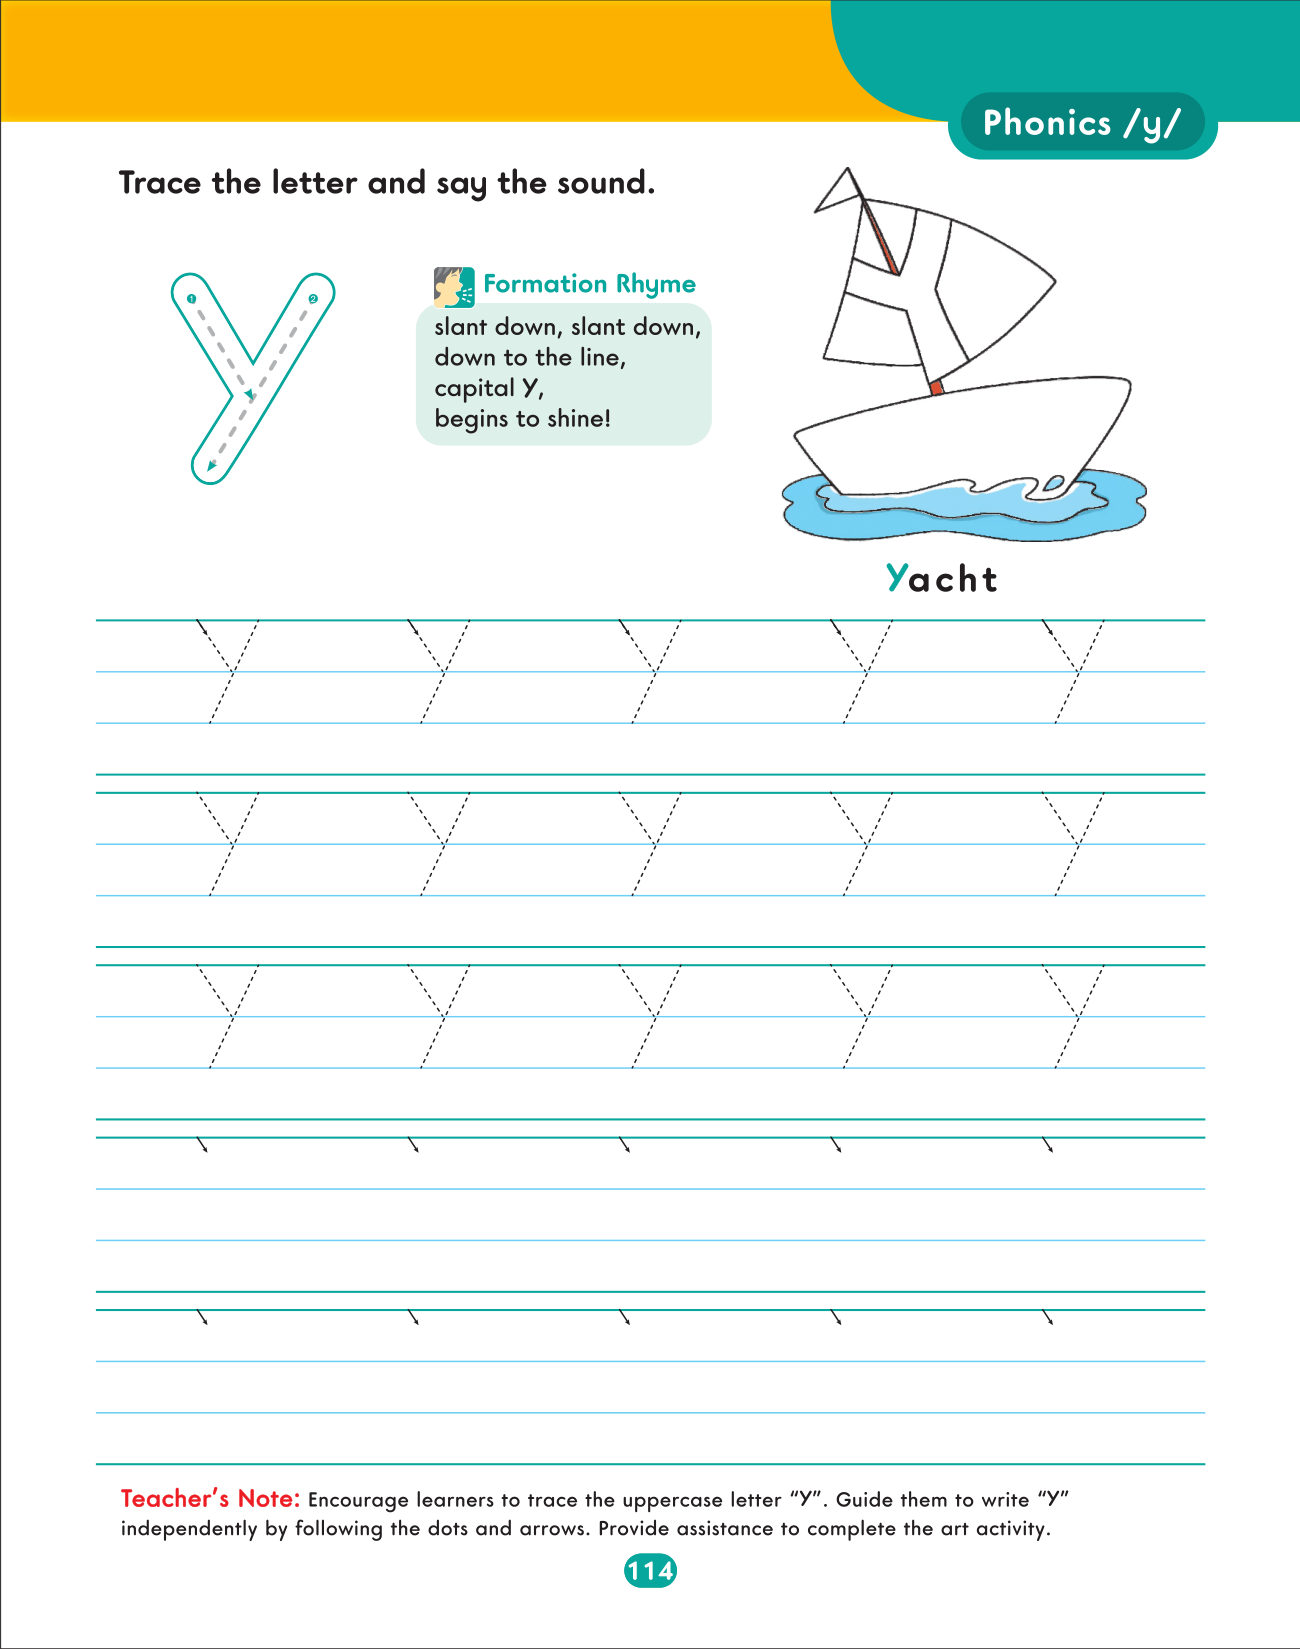 Phonics /y/
Trace the letter and say the sound.
1 2
Formation Rhyme
slant down, slant down,
down to the line,
capital Y,
begins to shine!
Yacht
Y Y Y Y Y
Y Y Y Y Y
Y Y Y Y Y
Teacher's Note: Encourage learners to trace the uppercase letter “Y”. Guide them to write “Y”
independently by following the dots and arrows. Provide assistance to complete the art activity.
114